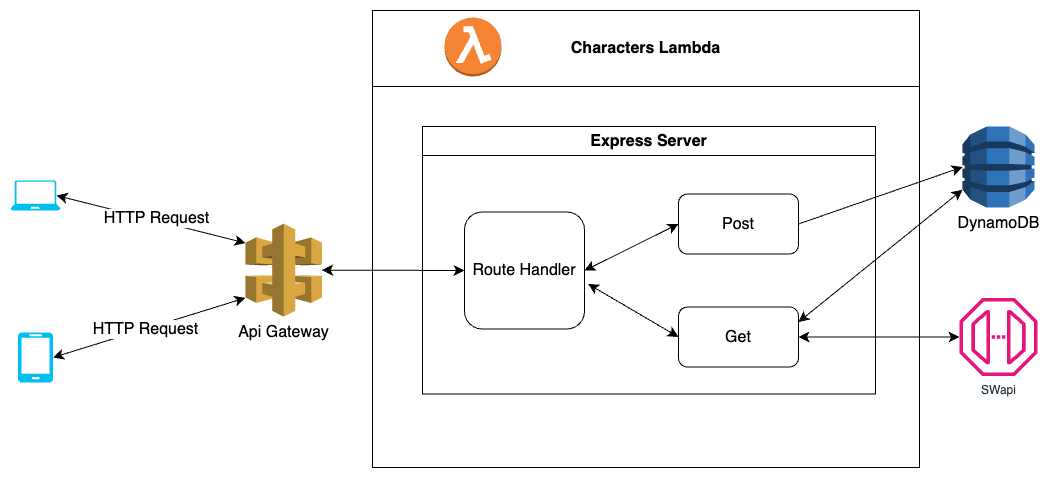 Characters Lambda
Express Server
HTTP Request
Post
DynamoDB
Route Handler
HTTP Request
Api Gateway
Get
SWapi